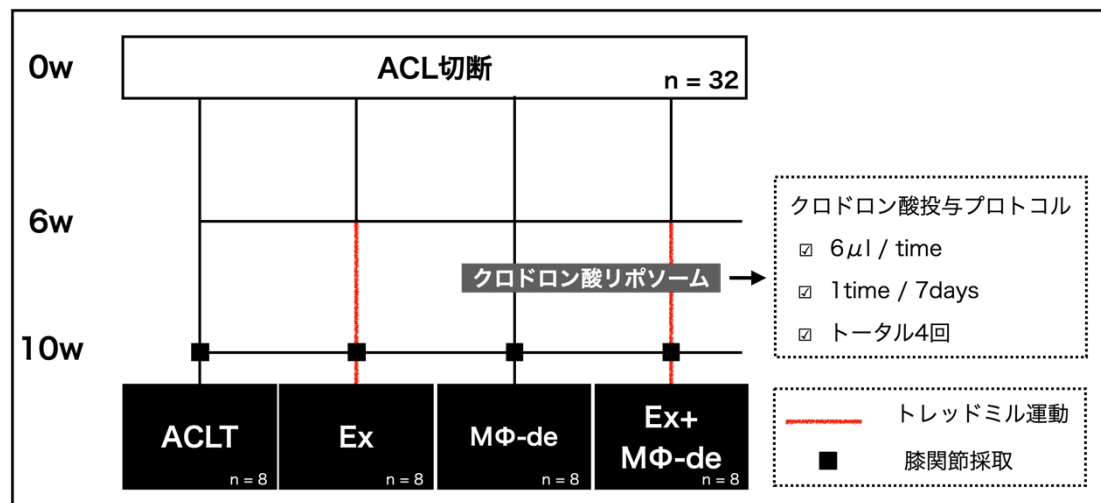 0w
ACL切断
n = 32
6w
クロドロン酸リポソーム
クロドロン酸投与プロトコル
☑ 6μl / time
☑ 1time / 7days
☑ トータル4回
10w
ACLT
n = 8
Ex
n = 8
MΦ-de
n = 8
Ex+
MΦ-de
n = 8
トレッドミル運動
膝関節採取